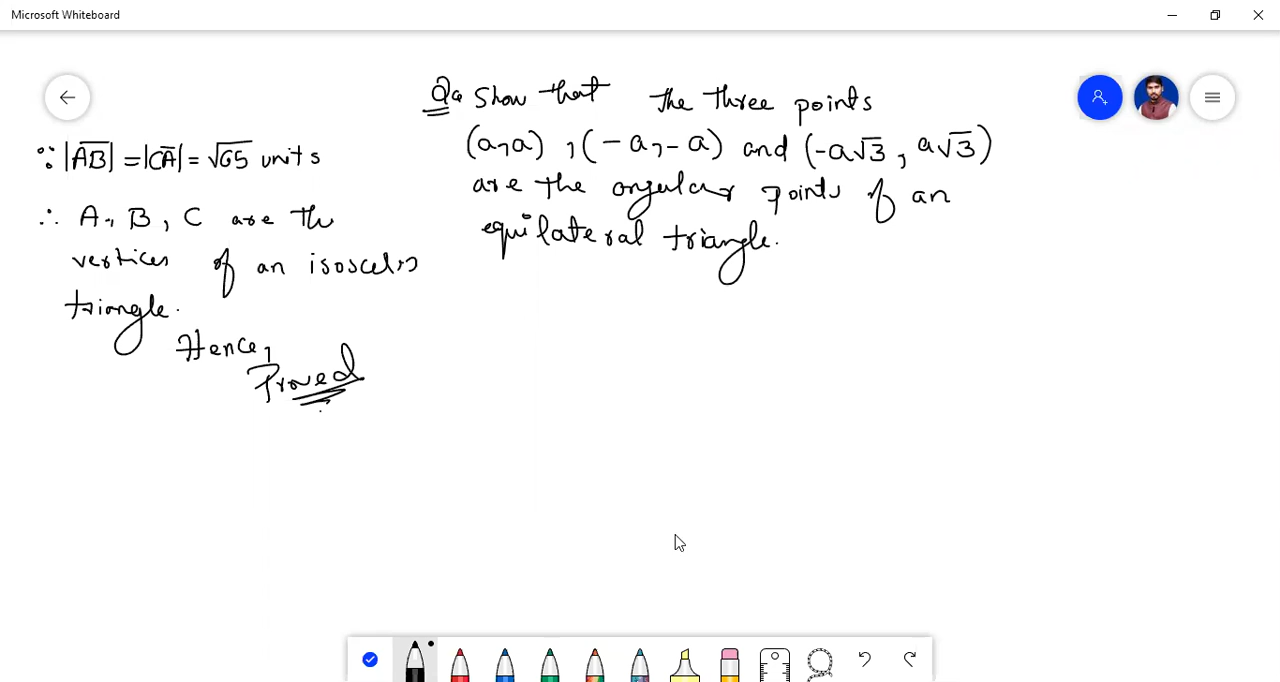 Microsoft Whiteboard
∵ |AB| = |CA| = √65 units
∴ A, B, C are the
vertices of an isosceles
triangle.
Hence,
Proved
Q. Show that the three points
(a, a), (-a, -a) and (-a√3, a√3)
are the angular points of an
equilateral triangle.